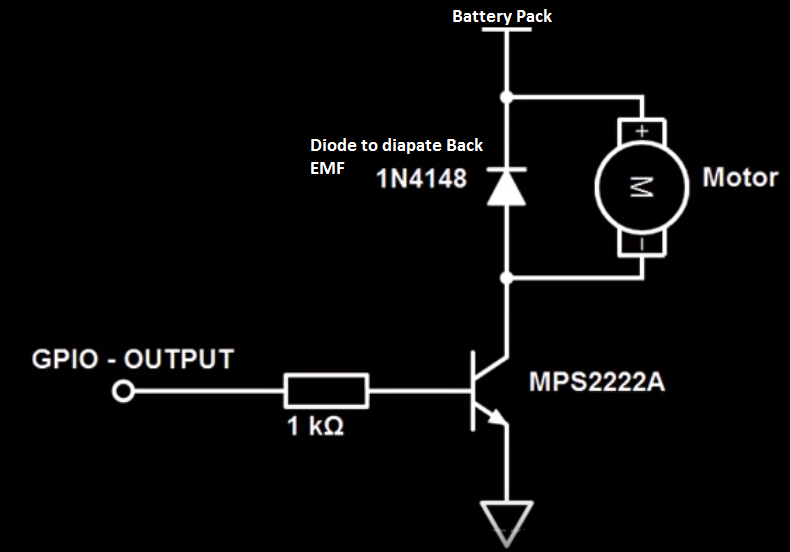 Battery Pack
Diode to diapate Back
EMF
1N4148
+
M
-
Motor
GPIO - OUTPUT
1 kΩ
MPS2222A